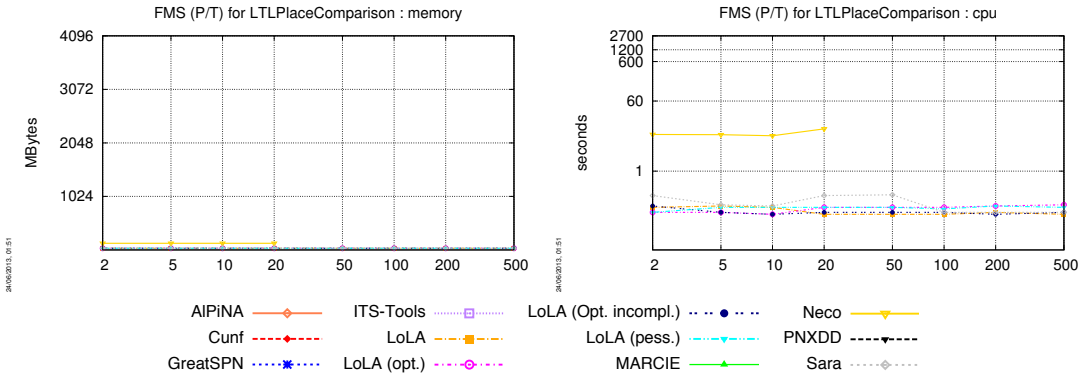 FMS (P/T) for LTLPlaceComparison : memory
4096
3072
2048
1024
MBytes
2 5 10 20 50 100 200 500
24/06/2013, 01:51
FMS (P/T) for LTLPlaceComparison : cpu
2700
1200
600
60
1
seconds
2 5 10 20 50 100 200 500
24/06/2013, 01:51
AlPiNA ITS-Tools LoLA (Opt. incompl.) Neco
Cunf LoLA LoLA (pess.) PNXDD
GreatSPN LoLA (opt.) MARCIE Sara